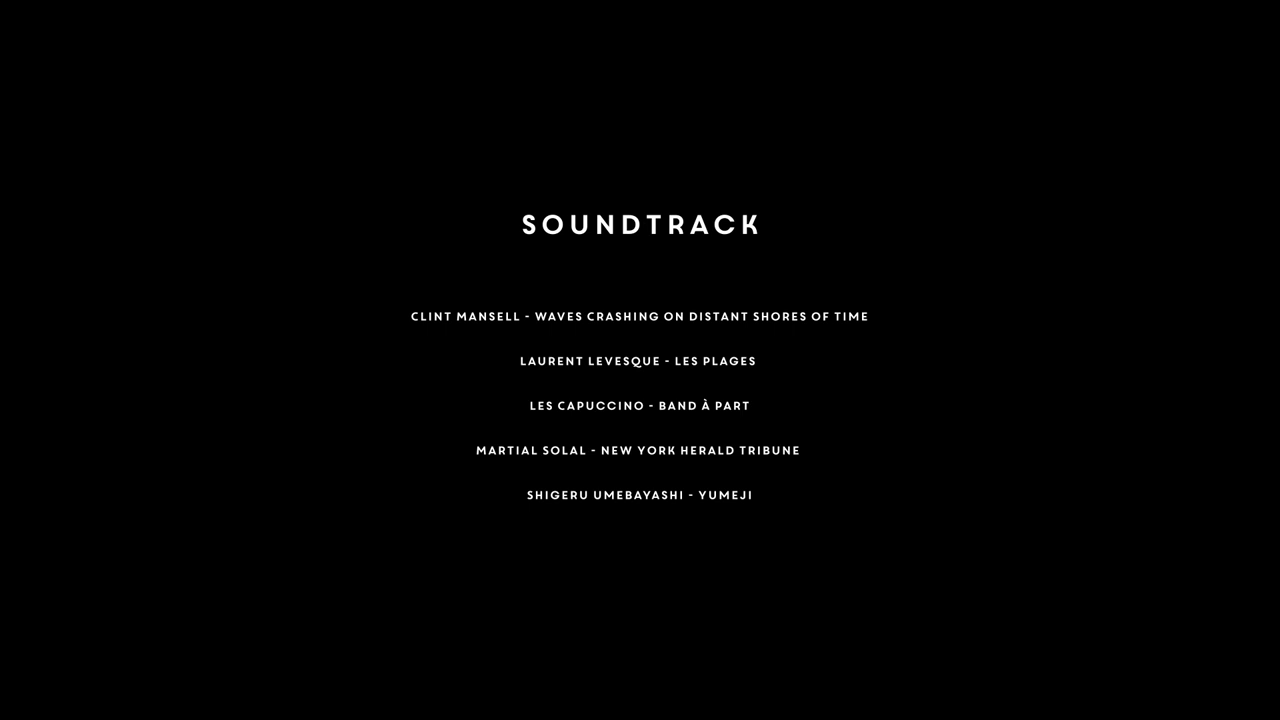 SOUNDTRACK
CLINT MANSELL - WAVES CRASHING ON DISTANT SHORES OF TIME
LAURENT LEVESQUE - LES PLAGES
LES CAPUCCINO - BAND À PART
MARTIAL SOLAL - NEW YORK HERALD TRIBUNE
SHIGERU UMEBAYASHI - YUMEJI